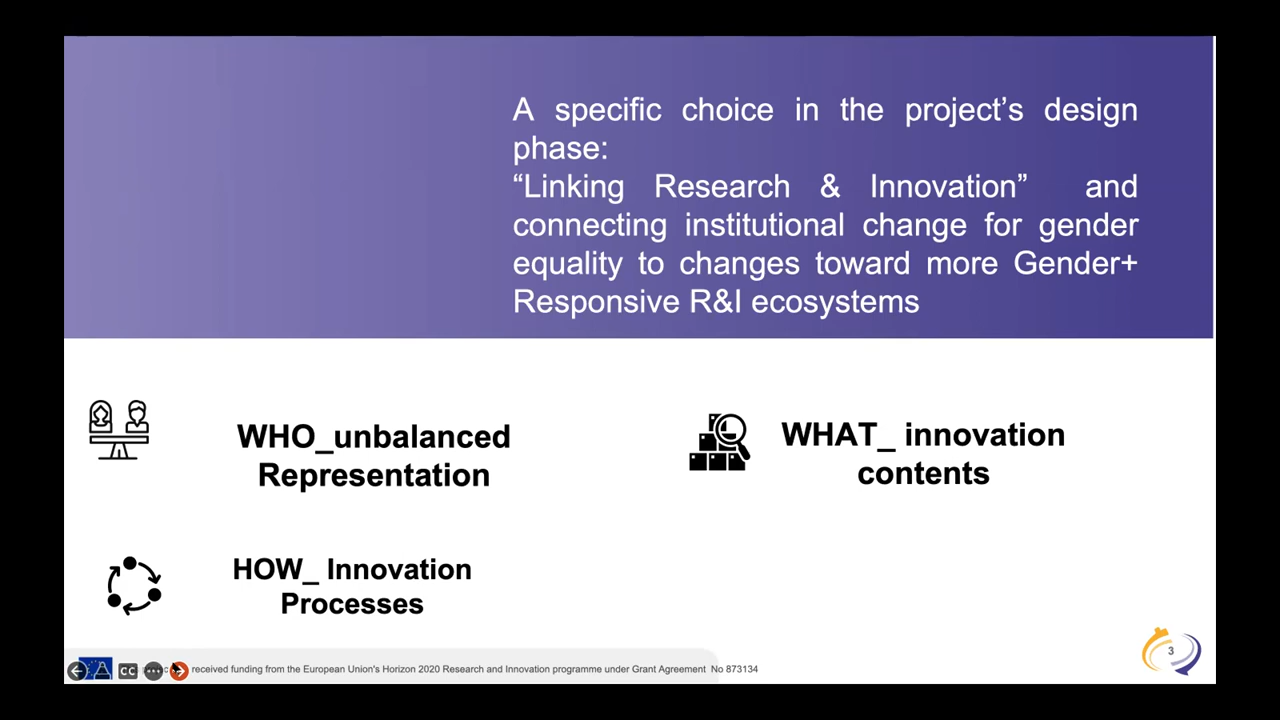 A specific choice in the project’s design
phase:
“Linking Research & Innovation” and
connecting institutional change for gender
equality to changes toward more Gender+
Responsive R&I ecosystems
WHO_unbalanced
Representation
WHAT_ innovation
contents
HOW_ Innovation
Processes
CC
received funding from the European Union's Horizon 2020 Research and Innovation programme under Grant Agreement No 873134
3